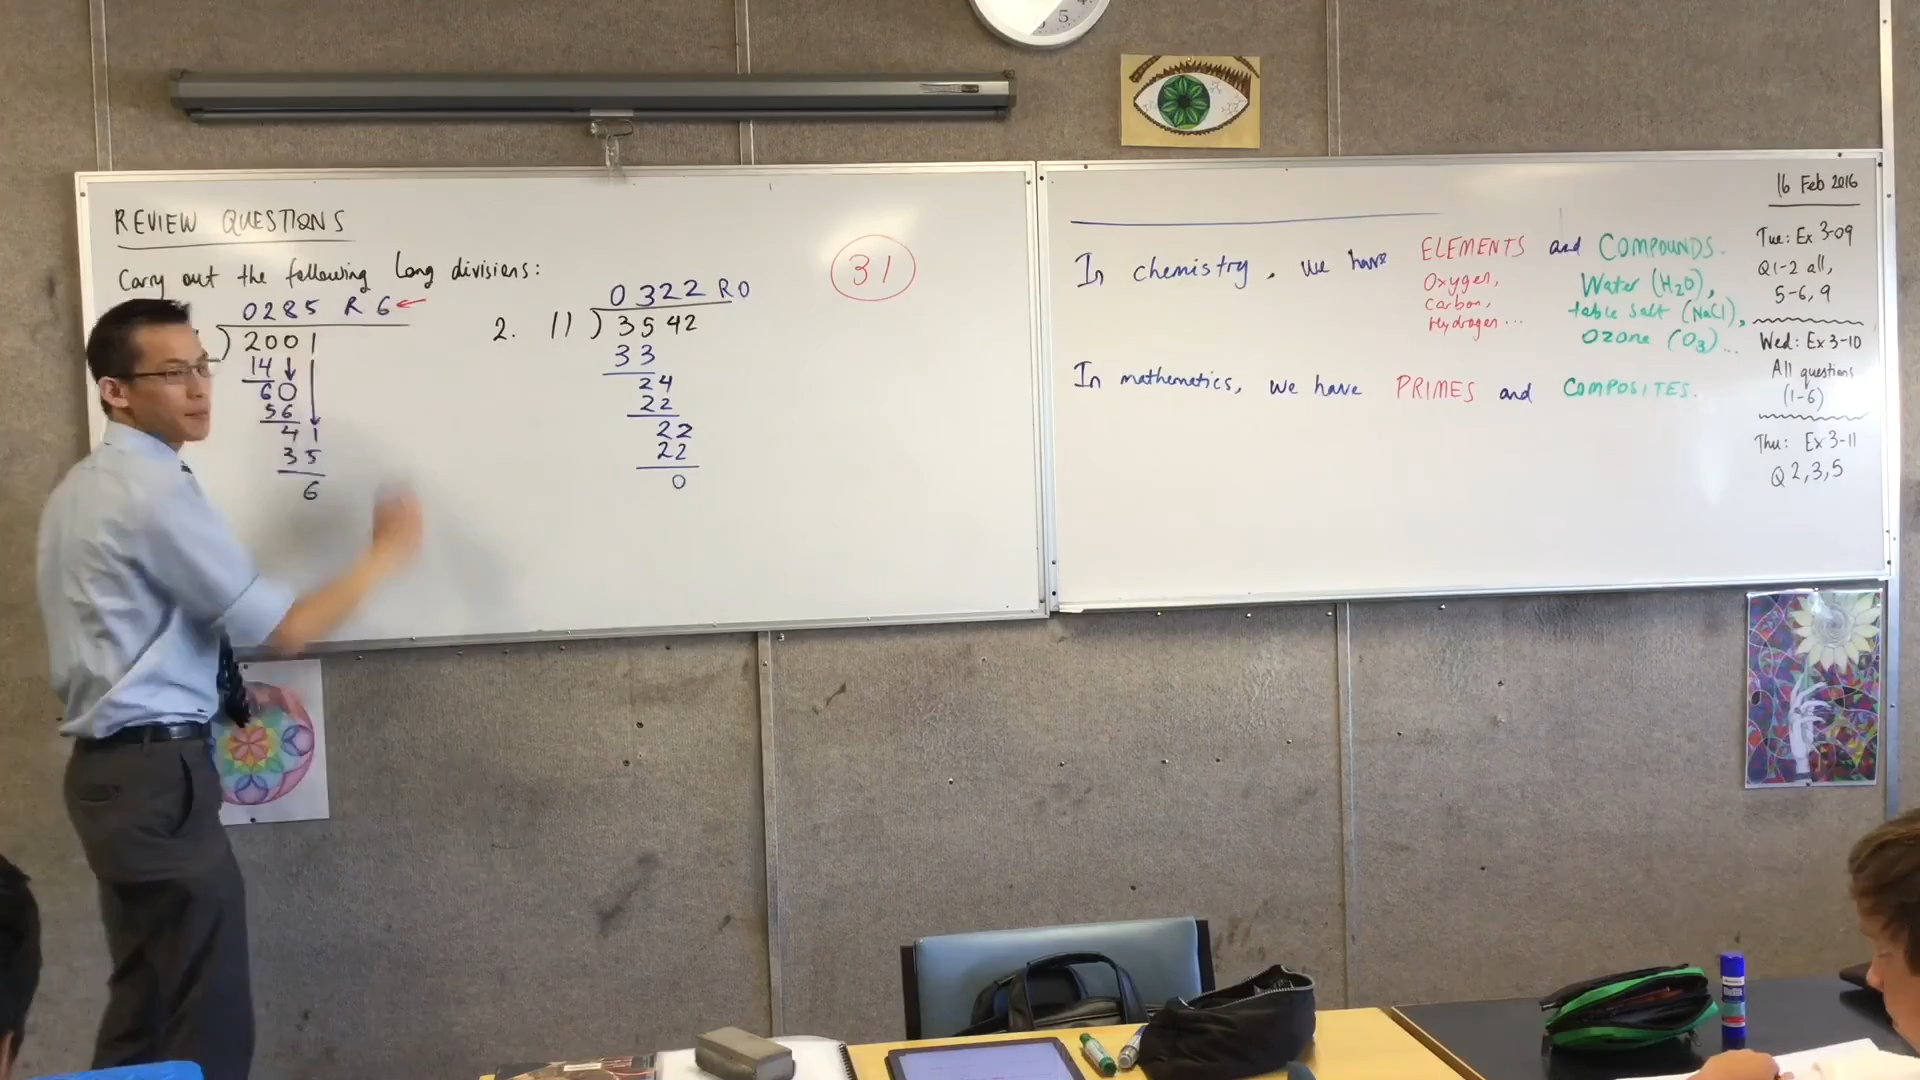 REVIEW QUESTIONS
Carry out the following long divisions:
0285 R 6 ←
) 2001
14
60
56
41
35
6
0322 R0
2. 11 ) 3542
33
24
22
22
22
0
31
In chemistry, we have ELEMENTS and COMPOUNDS.
Oxygen,
Carbon,
Hydrogen...
Water (H₂O),
table salt (NaCl),
Ozone (O₃)...
In mathematics, we have PRIMES and COMPOSITES.
16 Feb 2016
Tue: Ex 3-09
Q1-2 all,
5-6, 9
Wed: Ex 3-10
All questions
(1-6)
Thu: Ex 3-11
Q 2,3,5